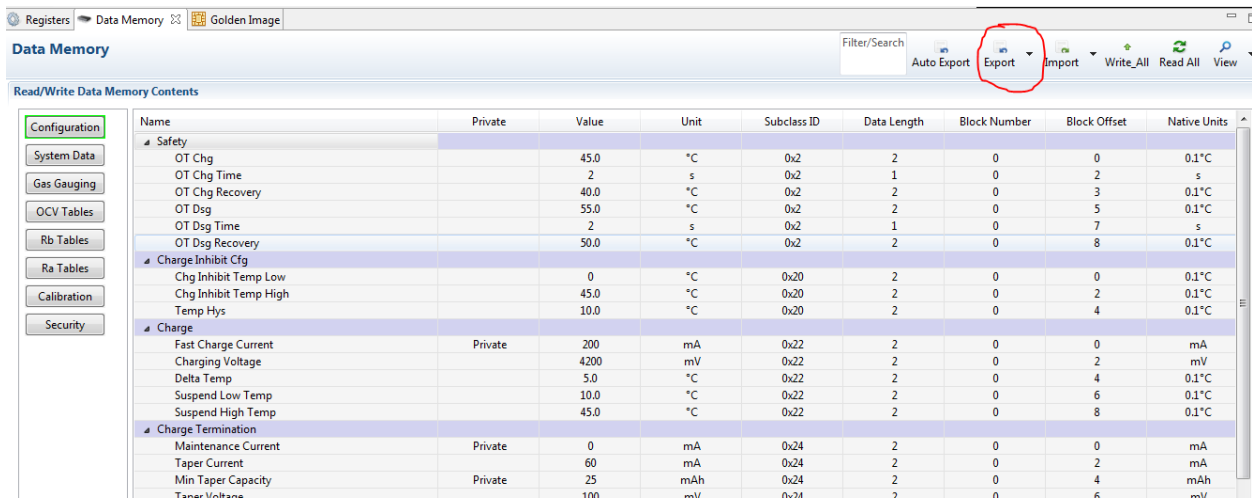 Registers Data Memory Golden Image
Data Memory
Filter/Search Auto Export Export Import Write_All Read All View
Read/Write Data Memory Contents
Configuration
System Data
Gas Gauging
OCV Tables
Rb Tables
Ra Tables
Calibration
Security
Name Private Value Unit Subclass ID Data Length Block Number Block Offset Native Units
Safety
OT Chg 45.0 °C 0x2 2 0 0 0.1°C
OT Chg Time 2 s 0x2 1 0 2 s
OT Chg Recovery 40.0 °C 0x2 2 0 3 0.1°C
OT Dsg 55.0 °C 0x2 2 0 5 0.1°C
OT Dsg Time 2 s 0x2 1 0 7 s
OT Dsg Recovery 50.0 °C 0x2 2 0 8 0.1°C
Charge Inhibit Cfg
Chg Inhibit Temp Low 0 °C 0x20 2 0 0 0.1°C
Chg Inhibit Temp High 45.0 °C 0x20 2 0 2 0.1°C
Temp Hys 10.0 °C 0x20 2 0 4 0.1°C
Charge
Fast Charge Current Private 200 mA 0x22 2 0 0 mA
Charging Voltage 4200 mV 0x22 2 0 2 mV
Delta Temp 5.0 °C 0x22 2 0 4 0.1°C
Suspend Low Temp 10.0 °C 0x22 2 0 6 0.1°C
Suspend High Temp 45.0 °C 0x22 2 0 8 0.1°C
Charge Termination
Maintenance Current Private 0 mA 0x24 2 0 0 mA
Taper Current 60 mA 0x24 2 0 2 mA
Min Taper Capacity Private 25 mAh 0x24 2 0 4 mAh
Taper Voltage 100 mV 0x24 2 0 6 mV